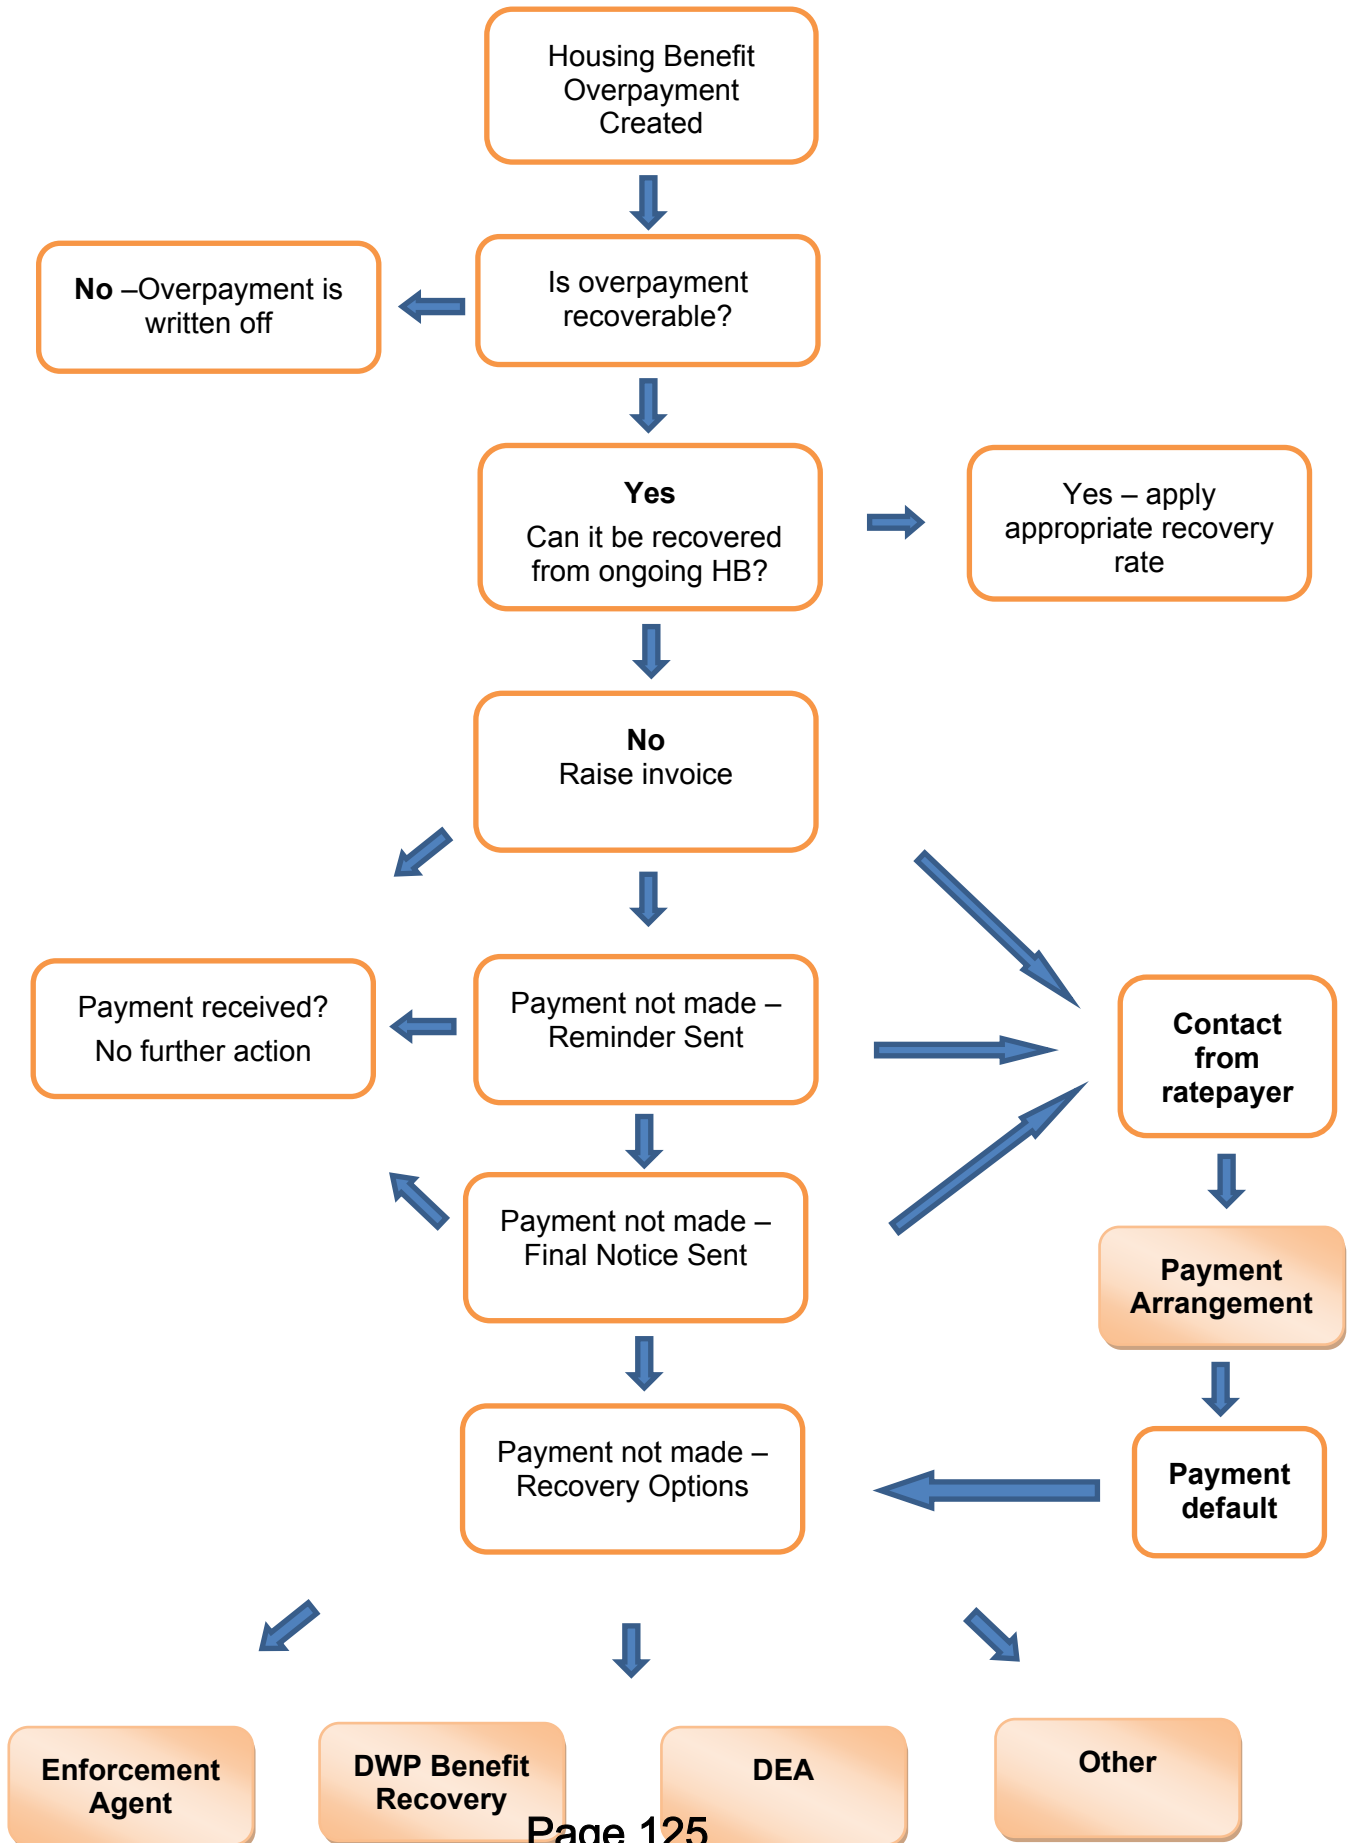 Housing Benefit
Overpayment
Created
No –Overpayment is
written off
Is overpayment
recoverable?
Yes
Can it be recovered
from ongoing HB?
Yes – apply
appropriate recovery
rate
No
Raise invoice
Payment received?
No further action
Payment not made –
Reminder Sent
Contact
from
ratepayer
Payment not made –
Final Notice Sent
Payment
Arrangement
Payment not made –
Recovery Options
Payment
default
Enforcement
Agent
DWP Benefit
Recovery
DEA
Other
Page 125